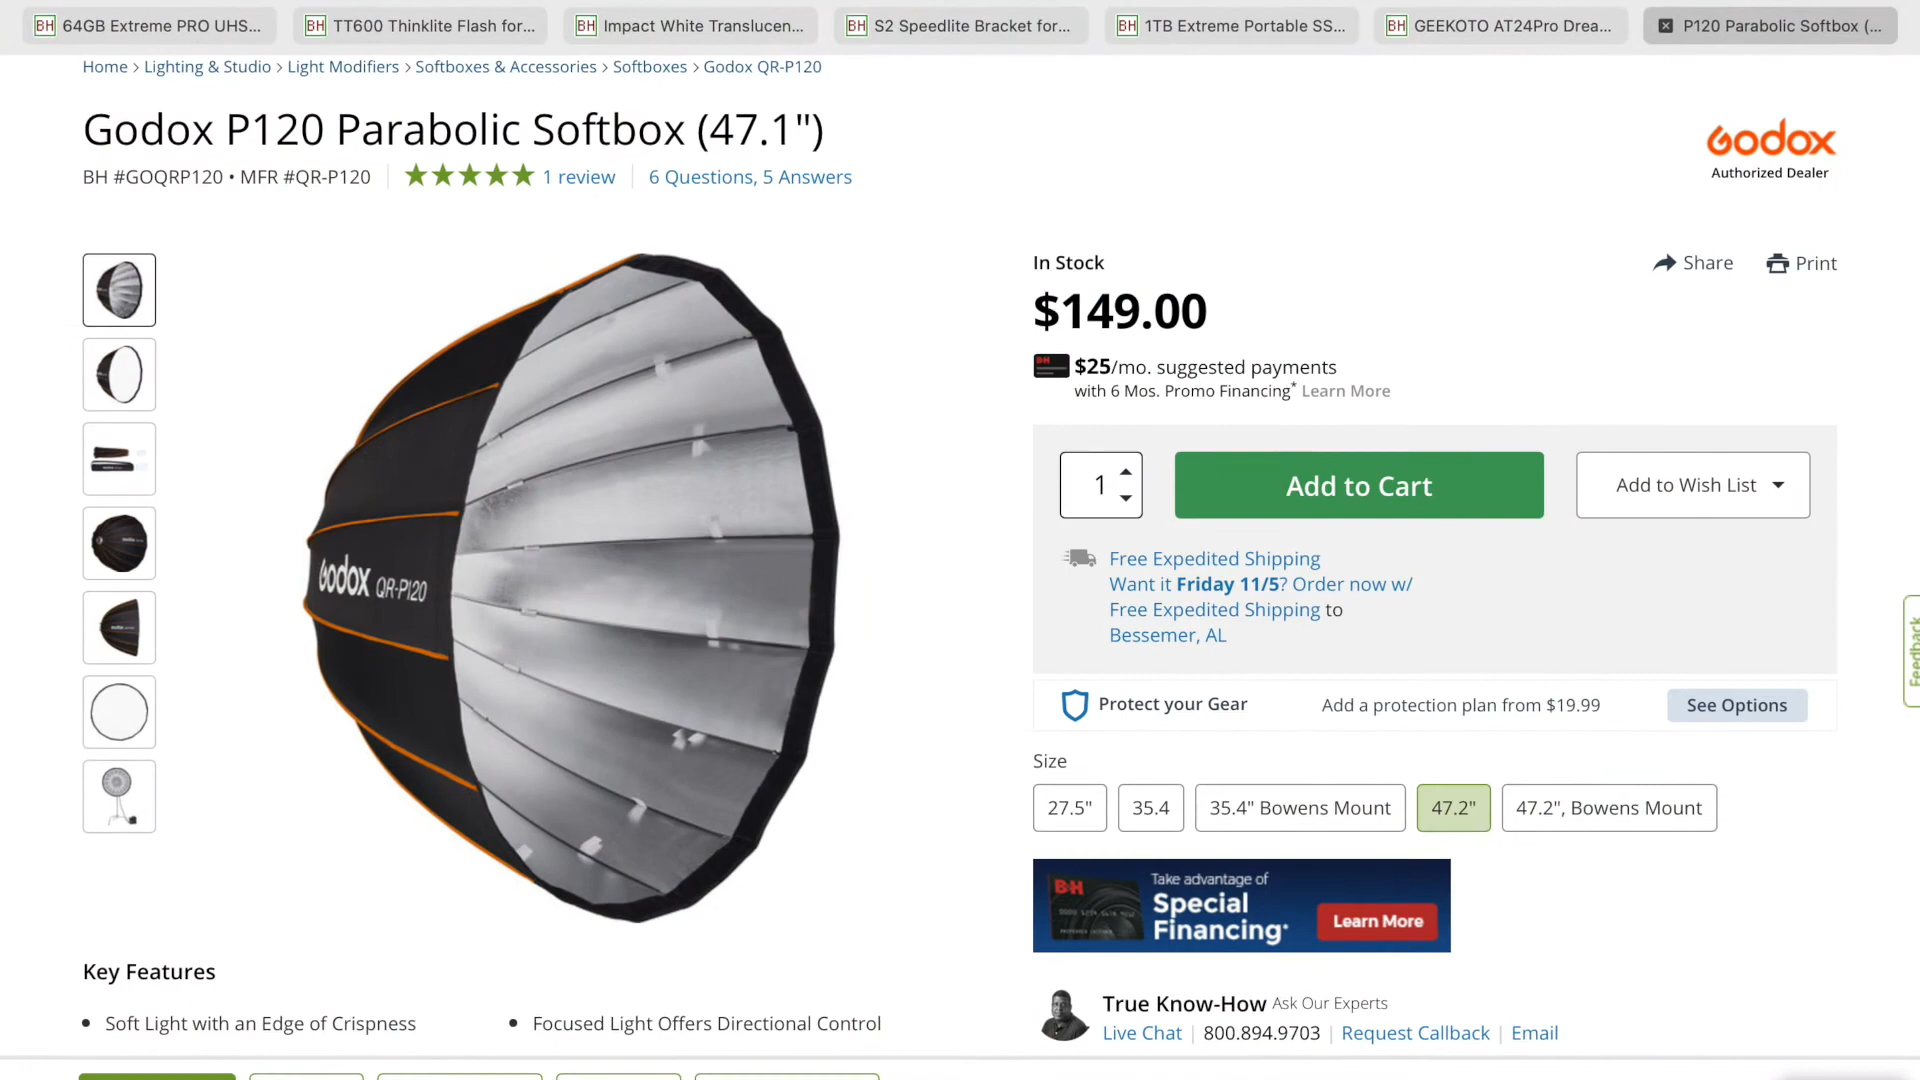 64GB Extreme PRO UHS...
TT600 Thinklite Flash for...
Impact White Translucen...
S2 Speedlite Bracket for...
1TB Extreme Portable SS...
GEEKOTO AT24Pro Drea...
P120 Parabolic Softbox (...
Home > Lighting & Studio > Light Modifiers > Softboxes & Accessories > Softboxes > Godox QR-P120
Godox P120 Parabolic Softbox (47.1")
BH #GOQRP120 • MFR #QR-P120
1 review
6 Questions, 5 Answers
Godox
Authorized Dealer
Godox QR-P120
In Stock
Share
Print
$149.00
$25/mo. suggested payments
with 6 Mos. Promo Financing* Learn More
1
Add to Cart
Add to Wish List
Free Expedited Shipping
Want it Friday 11/5? Order now w/
Free Expedited Shipping to
Bessemer, AL
Feedback
Protect your Gear
Add a protection plan from $19.99
See Options
Size
27.5"
35.4
35.4" Bowens Mount
47.2"
47.2", Bowens Mount
B&H
Take advantage of
Special
Financing*
Learn More
Key Features
• Soft Light with an Edge of Crispness
• Focused Light Offers Directional Control
True Know-How Ask Our Experts
Live Chat | 800.894.9703 | Request Callback | Email